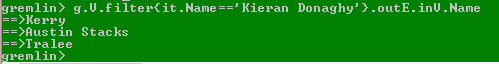 gremlin> g.V.filter{it.Name=='Kieran Donaghy'}.outE.inV.Name
==>Kerry
==>Austin Stacks
==>Tralee
gremlin>